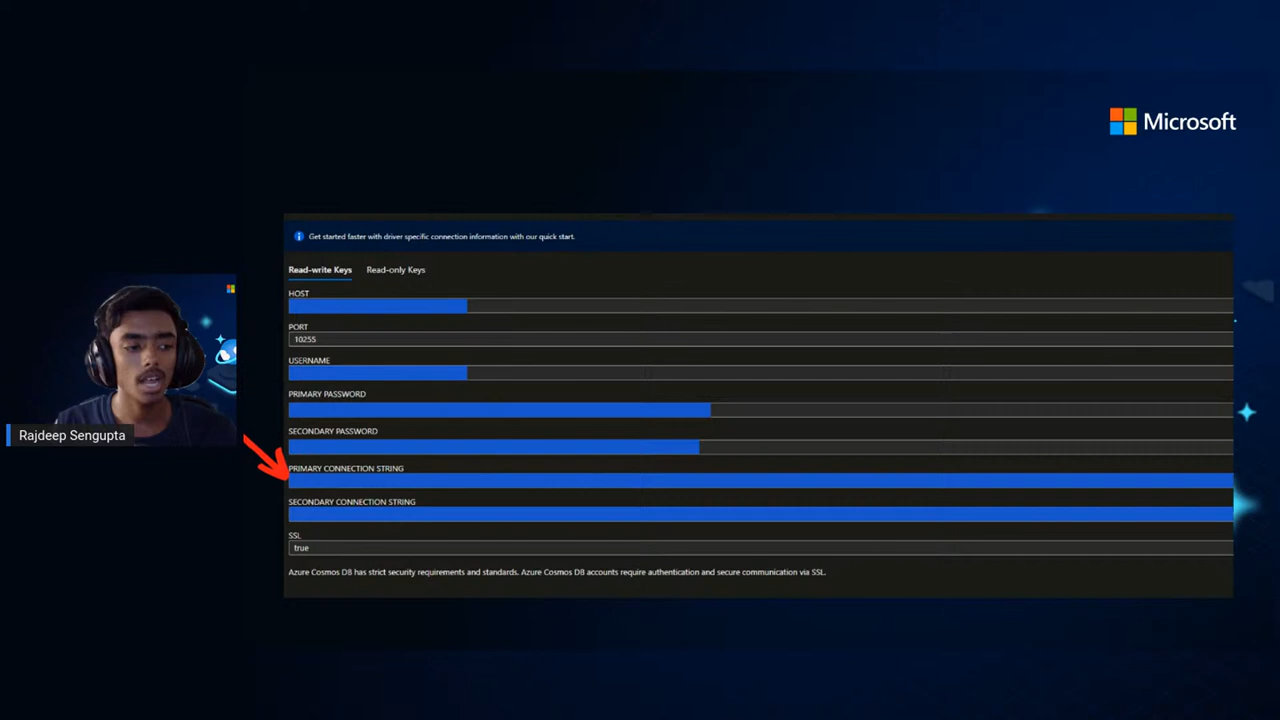 Microsoft
Get started faster with driver specific connection information with our quick start.
Read-write Keys Read-only Keys
HOST
PORT
10255
USERNAME
PRIMARY PASSWORD
SECONDARY PASSWORD
Rajdeep Sengupta
PRIMARY CONNECTION STRING
SECONDARY CONNECTION STRING
SSL
true
Azure Cosmos DB has strict security requirements and standards. Azure Cosmos DB accounts require authentication and secure communication via SSL.